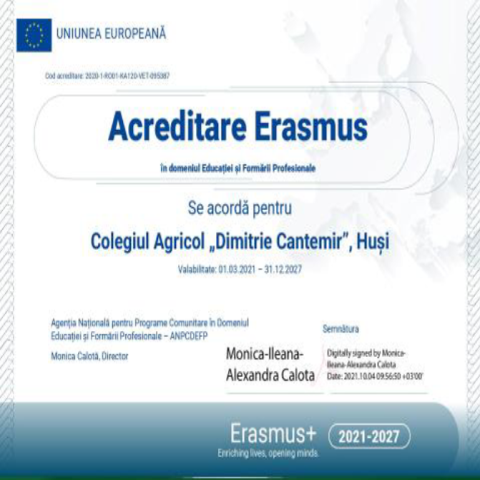 UNIUNEA EUROPEANĂ
Cod acreditare: 2020-1-RO01-KA120-VET-095387
Acreditare Erasmus
în domeniul Educației și Formării Profesionale
Se acordă pentru
Colegiul Agricol „Dimitrie Cantemir”, Huși
Valabilitate: 01.03.2021 – 31.12.2027
Agenția Națională pentru Programe Comunitare în Domeniul
Educației și Formării Profesionale – ANPCDEFP
Monica Calotă, Director
Semnătura
Monica-Ileana-
Alexandra Calota
Digitally signed by Monica-
Ileana-Alexandra Calota
Date: 2021.10.04 09:56:50 +03'00'
Erasmus+ 2021-2027
Enriching lives, opening minds.